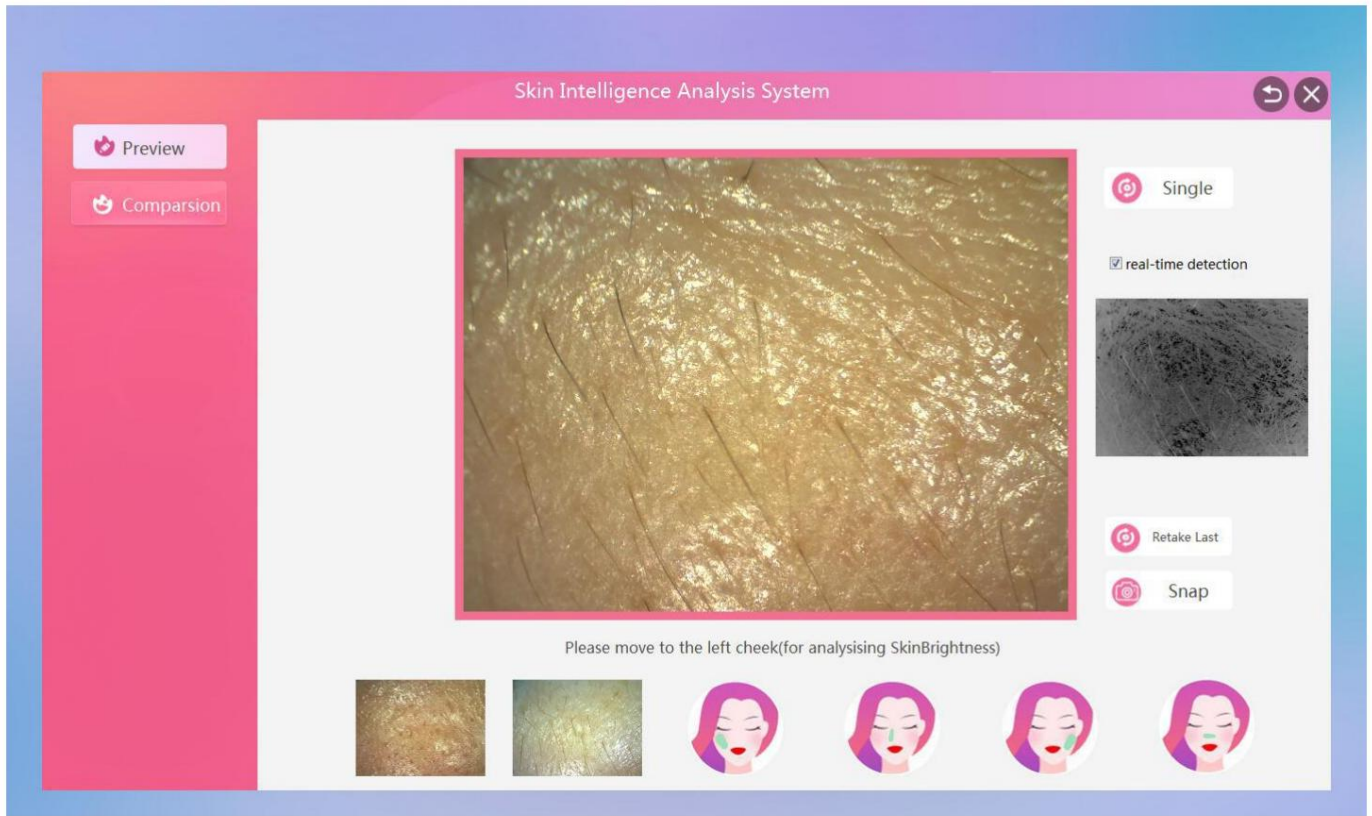 Skin Intelligence Analysis System
Preview
Comparsion
Single
real-time detection
Retake Last
Snap
Please move to the left cheek(for analysising SkinBrightness)